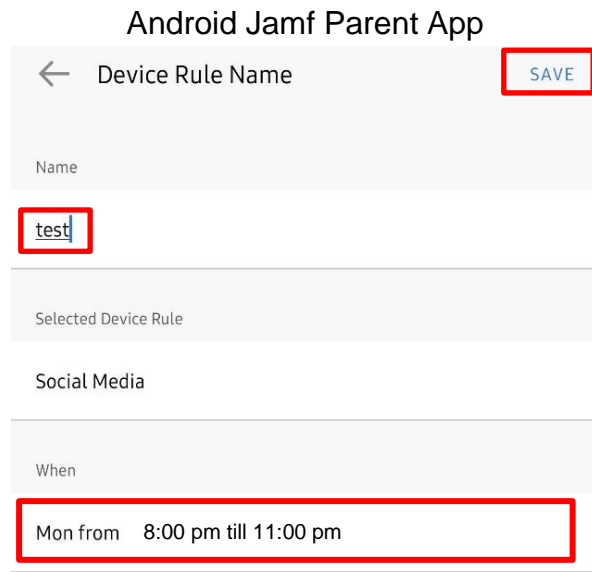 Android Jamf Parent App
Device Rule Name
SAVE
Name
test
Selected Device Rule
Social Media
When
Mon from 8:00 pm till 11:00 pm